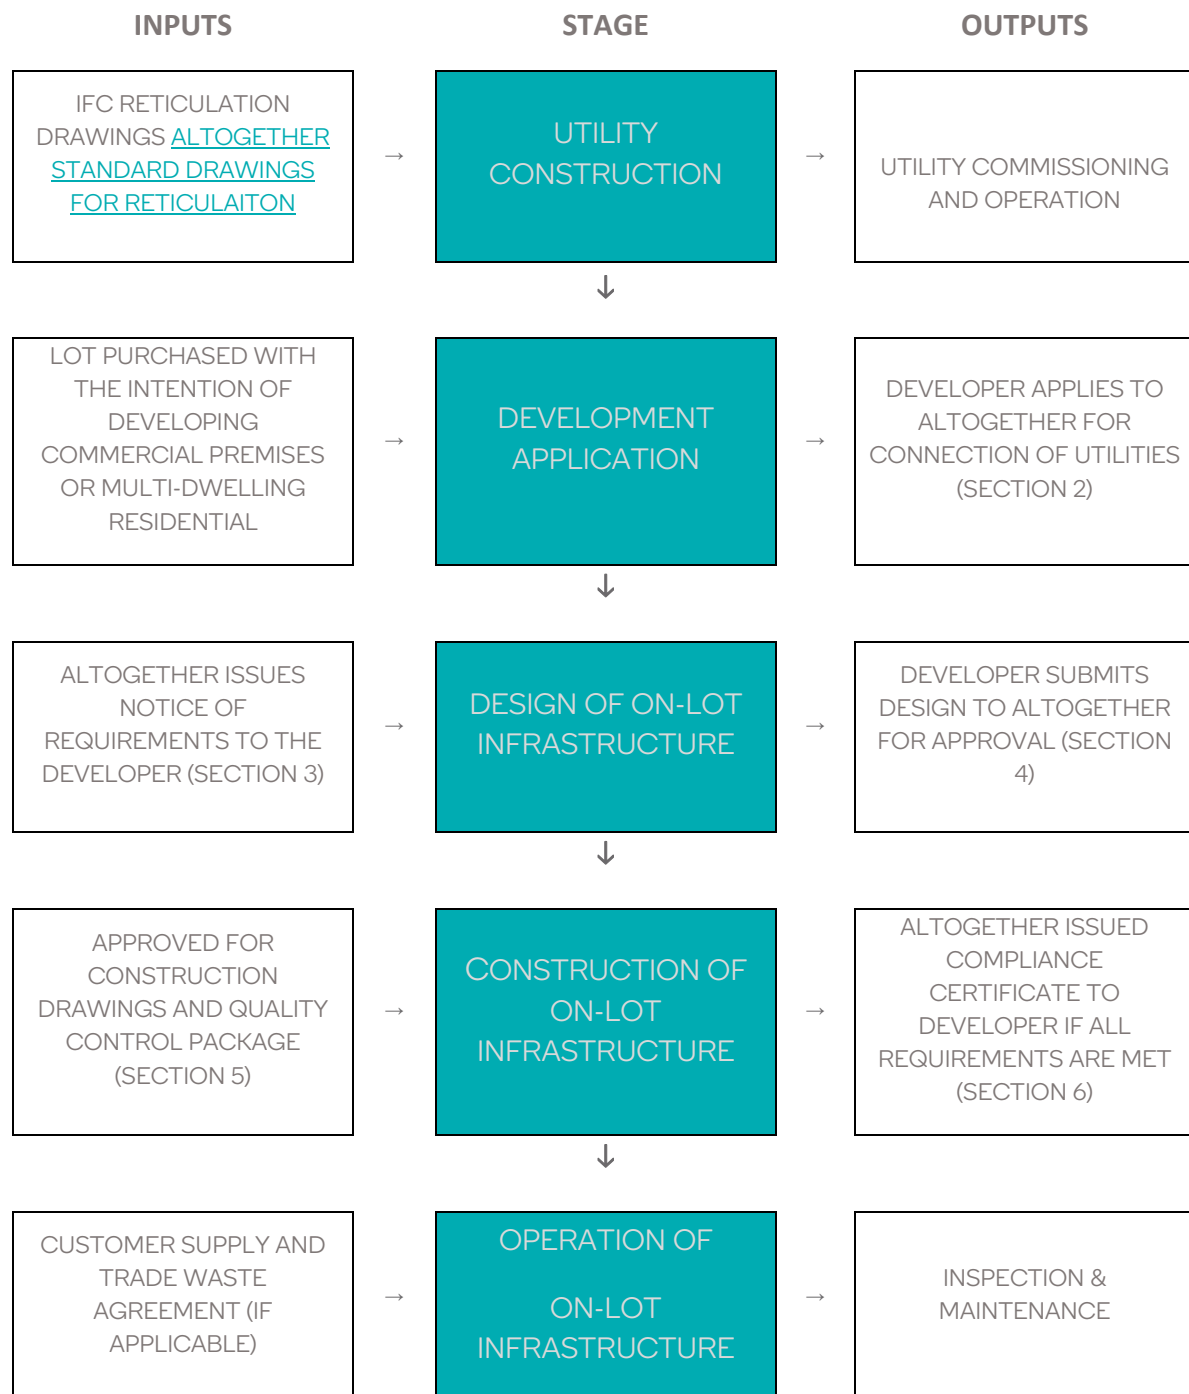 INPUTS
STAGE
OUTPUTS
IFC RETICULATION
DRAWINGS ALTOGETHER
STANDARD DRAWINGS
FOR RETICULAITON
→
UTILITY
CONSTRUCTION
→
UTILITY COMMISSIONING
AND OPERATION
↓
LOT PURCHASED WITH
THE INTENTION OF
DEVELOPING
COMMERCIAL PREMISES
OR MULTI-DWELLING
RESIDENTIAL
→
DEVELOPMENT
APPLICATION
→
DEVELOPER APPLIES TO
ALTOGETHER FOR
CONNECTION OF UTILITIES
(SECTION 2)
↓
ALTOGETHER ISSUES
NOTICE OF
REQUIREMENTS TO THE
DEVELOPER (SECTION 3)
→
DESIGN OF ON-LOT
INFRASTRUCTURE
→
DEVELOPER SUBMITS
DESIGN TO ALTOGETHER
FOR APPROVAL (SECTION
4)
↓
APPROVED FOR
CONSTRUCTION
DRAWINGS AND QUALITY
CONTROL PACKAGE
(SECTION 5)
→
CONSTRUCTION OF
ON-LOT
INFRASTRUCTURE
→
ALTOGETHER ISSUED
COMPLIANCE
CERTIFICATE TO
DEVELOPER IF ALL
REQUIREMENTS ARE MET
(SECTION 6)
↓
CUSTOMER SUPPLY AND
TRADE WASTE
AGREEMENT (IF
APPLICABLE)
→
OPERATION OF
ON-LOT
INFRASTRUCTURE
→
INSPECTION &
MAINTENANCE